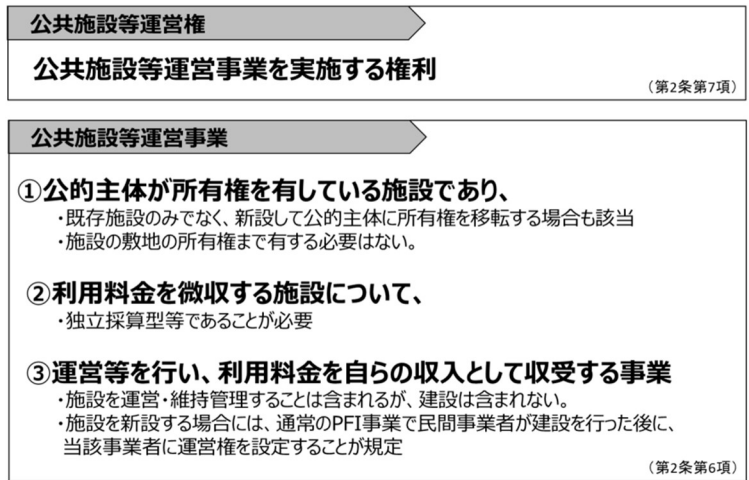 公共施設等運営権
公共施設等運営事業を実施する権利
（第2条第7項）
公共施設等運営事業
①公的主体が所有権を有している施設であり、
・既存施設のみでなく、新設して公的主体に所有権を移転する場合も該当
・施設の敷地の所有権まで有する必要はない。
②利用料金を徴収する施設について、
・独立採算型等であることが必要
③運営等を行い、利用料金を自らの収入として収受する事業
・施設を運営・維持管理することは含まれるが、建設は含まれない。
・施設を新設する場合には、通常のPFI事業で民間事業者が建設を行った後に、
当該事業者に運営権を設定することが規定
（第2条第6項）